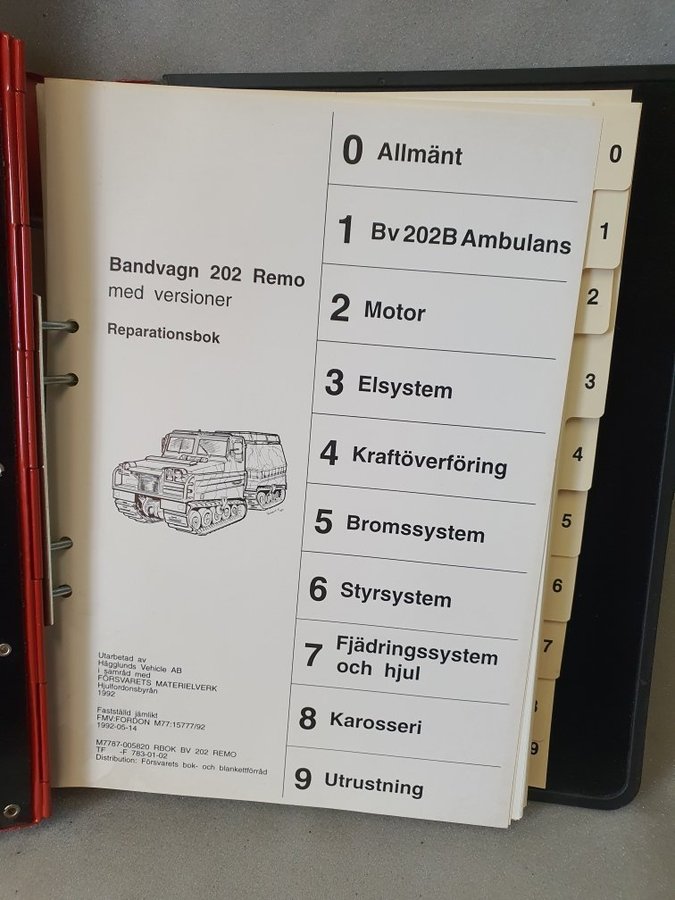 Bandvagn 202 Remo
med versioner
Reparationsbok
Utarbetad av
Hägglunds Vehicle AB
i samråd med
FÖRSVARETS MATERIELVERK
Hjulfordonsbyrån
1992
Fastställd jämlikt
FMV:FORDON M77:15777/92
1992-05-14
M7787-005820 RBOK BV 202 REMO
TF -F 783-01-02
Distribution: Försvarets bok- och blankettförråd
0 Allmänt
1 Bv 202B Ambulans
2 Motor
3 Elsystem
4 Kraftöverföring
5 Bromssystem
6 Styrsystem
7 Fjädringssystem
och hjul
8 Karosseri
9 Utrustning
0
1
2
3
4
5
6
7
8
9